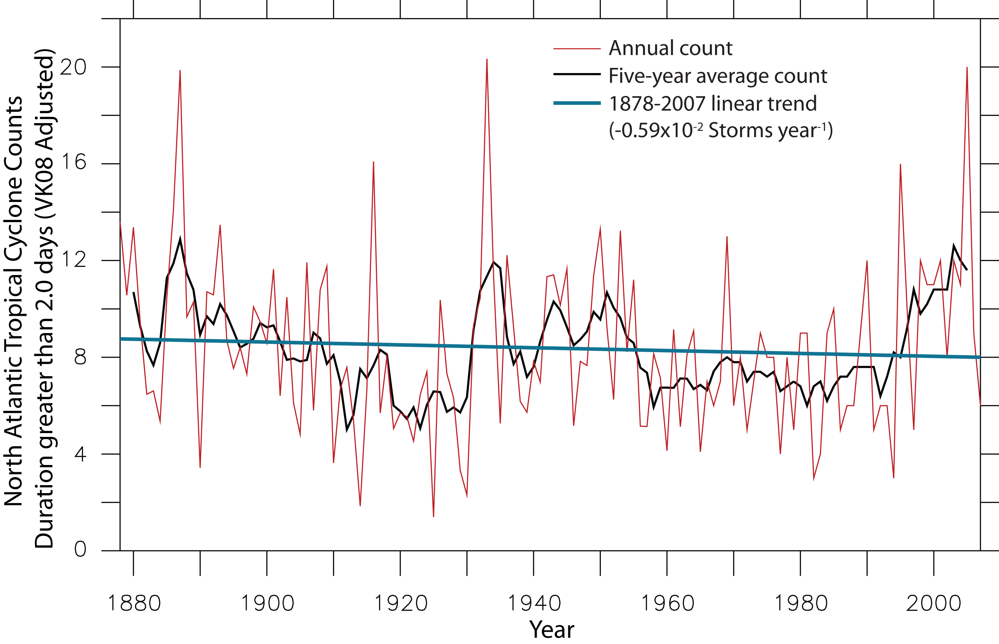 North Atlantic Tropical Cyclone Counts
Duration greater than 2.0 days (VK08 Adjusted)
20
16
12
8
4
0
Annual count
Five-year average count
1878-2007 linear trend
(-0.59x10⁻² Storms year⁻¹)
1880 1900 1920 1940 1960 1980 2000
Year